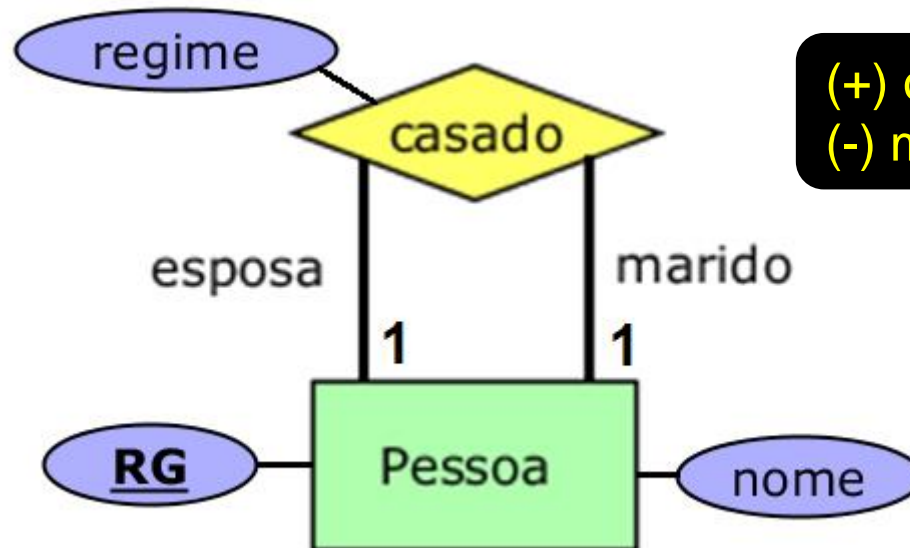 regime
casado
(+)
(-)
esposa
marido
1
1
RG
Pessoa
nome